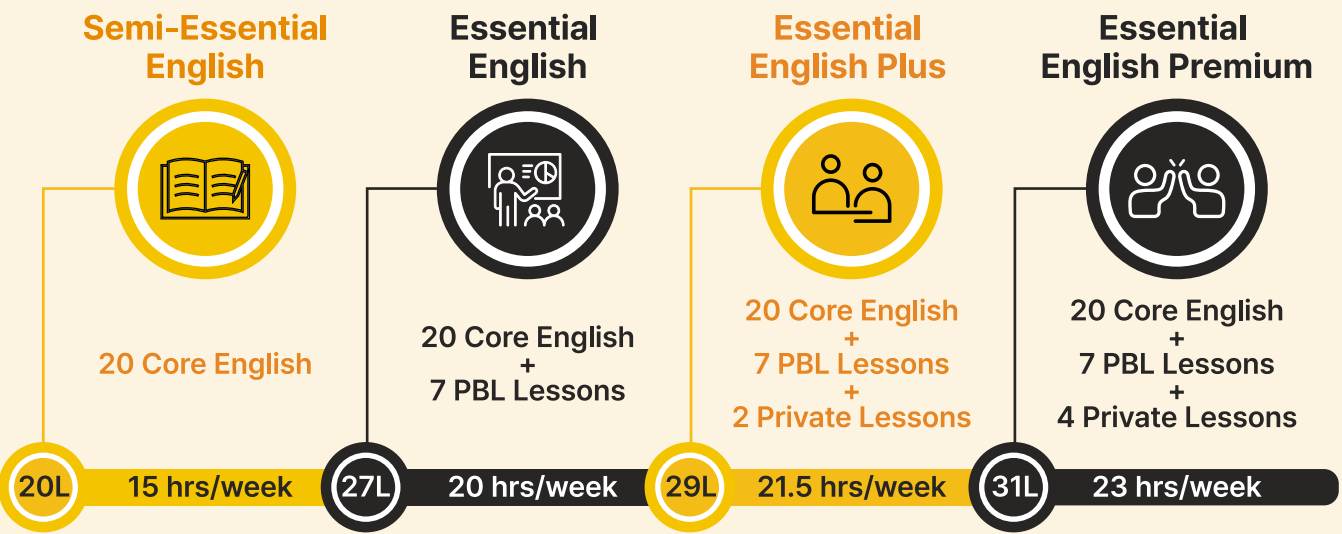 Semi-Essential
English
20 Core English
20L
15 hrs/week
Essential
English
20 Core English
+
7 PBL Lessons
27L
20 hrs/week
Essential
English Plus
20 Core English
+
7 PBL Lessons
+
2 Private Lessons
29L
21.5 hrs/week
Essential
English Premium
20 Core English
+
7 PBL Lessons
+
4 Private Lessons
31L
23 hrs/week